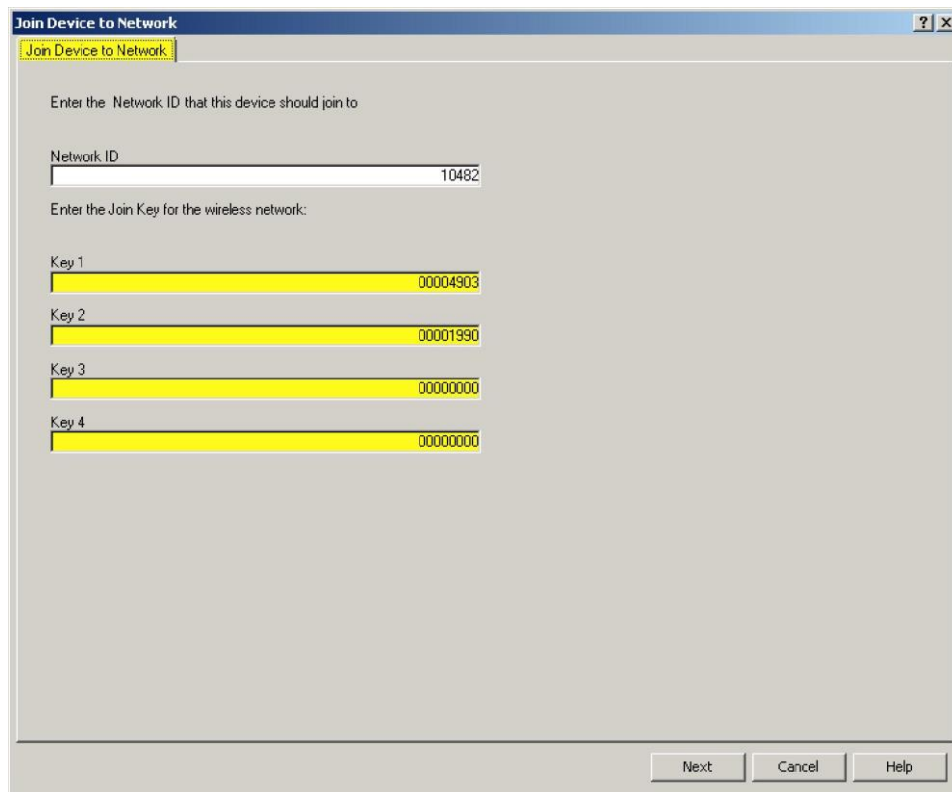 Join Device to Network
Join Device to Network
Enter the Network ID that this device should join to
Network ID
10482
Enter the Join Key for the wireless network:
Key 1
00004903
Key 2
00001990
Key 3
00000000
Key 4
00000000
Next Cancel Help